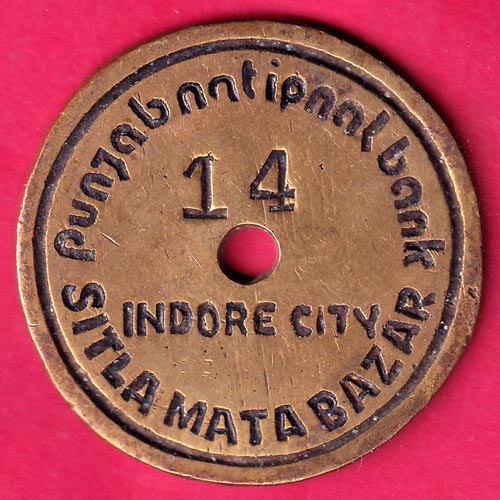 punjab national bank
14
INDORE CITY
SITLA MATA BAZAR